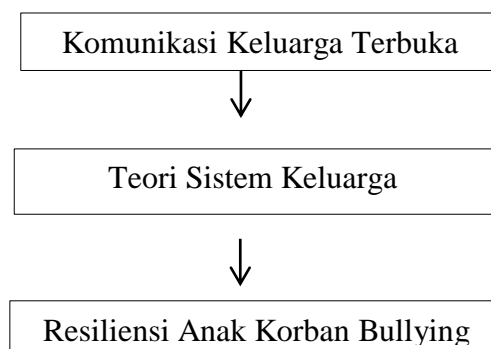 Komunikasi Keluarga Terbuka
Teori Sistem Keluarga
Resiliensi Anak Korban Bullying